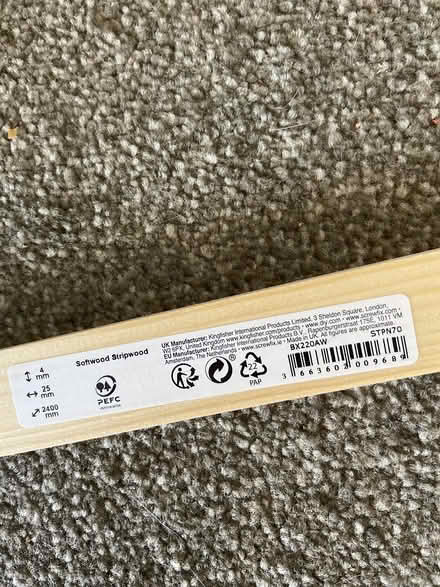 Softwood Stripwood
4
mm
25
mm
2400
mm
PEFC
UK Manufacturer: Kingfisher International Products Limited, 3 Sheldon Square, London,
W2 6PX, United Kingdom www.kingfisher.com/products • www.diy.com • www.screwfix.com
EU Manufacturer: Kingfisher International Products B.V., Rapenburgerstraat 175E, 1011 VM
Amsterdam, The Netherlands • www.screwfix.ie • Made in UK. All figures are approximate.
22
PAP
BX220AW
STPN70
3 663602 009689